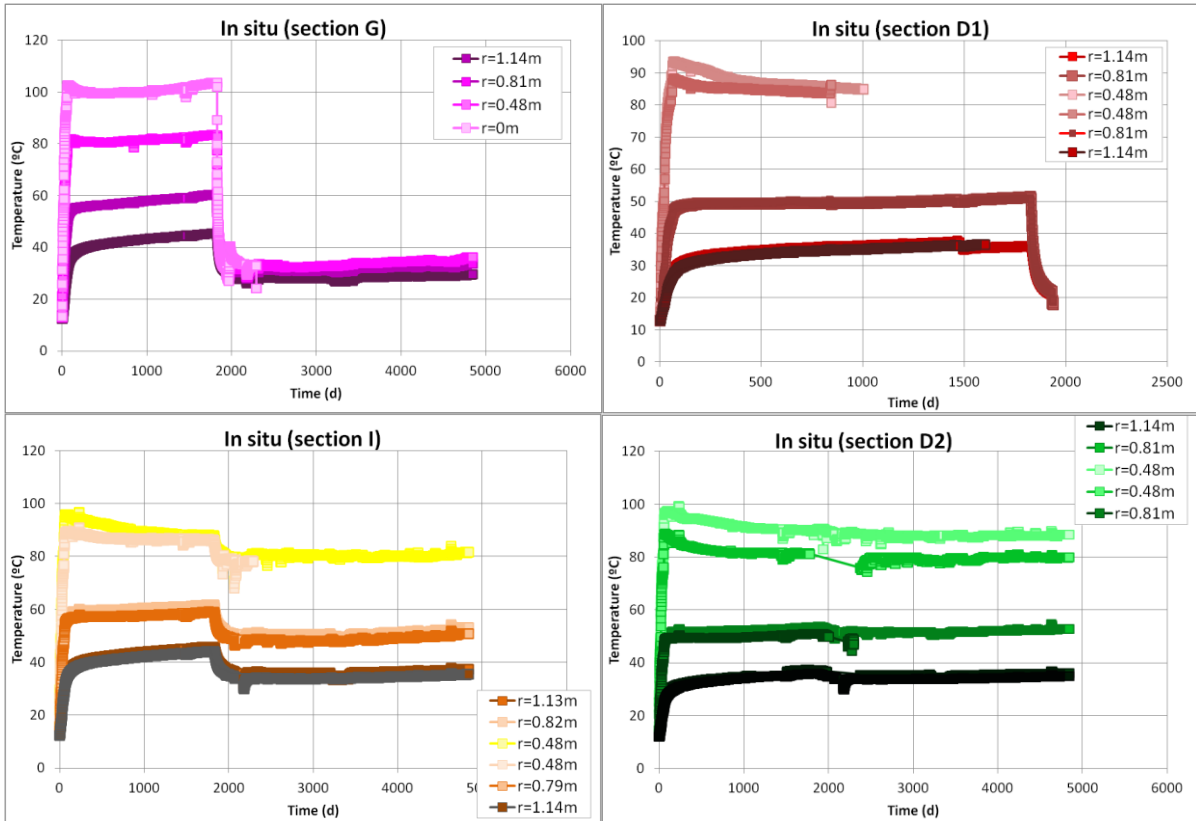 In situ (section G)
120
100
80
60
40
20
0
Temperature (ºC)
r=1.14m
r=0.81m
r=0.48m
r=0m
0 1000 2000 3000 4000 5000 6000
Time (d)
In situ (section D1)
100
90
80
70
60
50
40
30
20
10
0
Temperature (ºC)
r=1.14m
r=0.81m
r=0.48m
r=0.48m
r=0.81m
r=1.14m
0 500 1000 1500 2000 2500
Time (d)
In situ (section I)
120
100
80
60
40
20
0
Temperature (ºC)
r=1.13m
r=0.82m
r=0.48m
r=0.48m
r=0.79m
r=1.14m
0 1000 2000 3000 4000 50
Time (d)
In situ (section D2)
120
100
80
60
40
20
0
Temperature (ºC)
r=1.14m
r=0.81m
r=0.48m
r=0.48m
r=0.81m
0 1000 2000 3000 4000 5000 6000
Time (d)